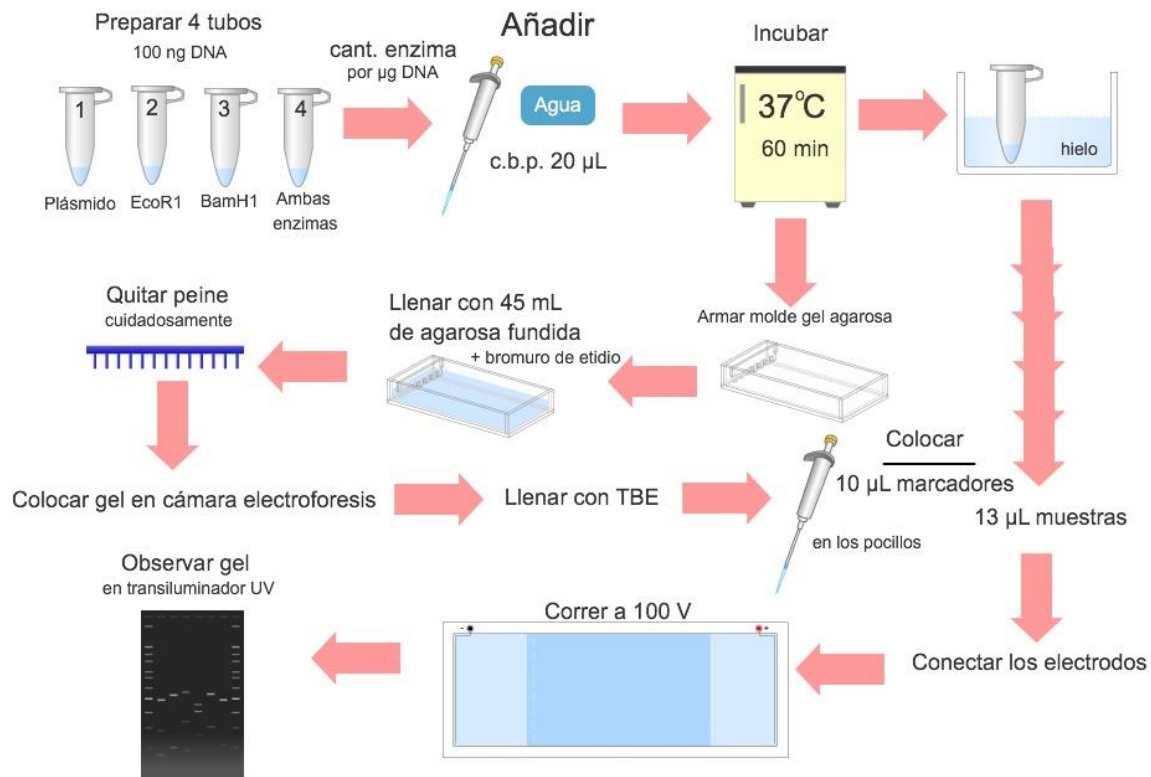 Preparar 4 tubos
100 ng DNA
1
2
3
4
Plásmido
EcoR1
BamH1
Ambas
enzimas
cant. enzima
por µg DNA
Añadir
Agua
c.b.p. 20 µL
Incubar
37°C
60 min
hielo
Armar molde gel agarosa
Llenar con 45 mL
de agarosa fundida
+ bromuro de etidio
Quitar peine
cuidadosamente
Colocar gel en cámara electroforesis
Llenar con TBE
Colocar
10 µL marcadores
13 µL muestras
en los pocillos
Conectar los electrodos
Correr a 100 V
-
+
Observar gel
en transiluminador UV